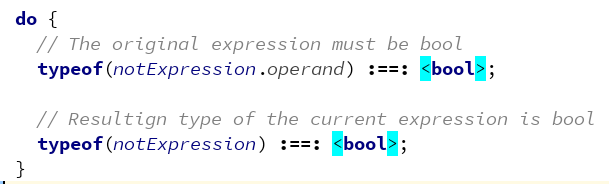 do {
// The original expression must be bool
typeof(notExpression.operand) :==: <bool>;
// Resultign type of the current expression is bool
typeof(notExpression) :==: <bool>;
}